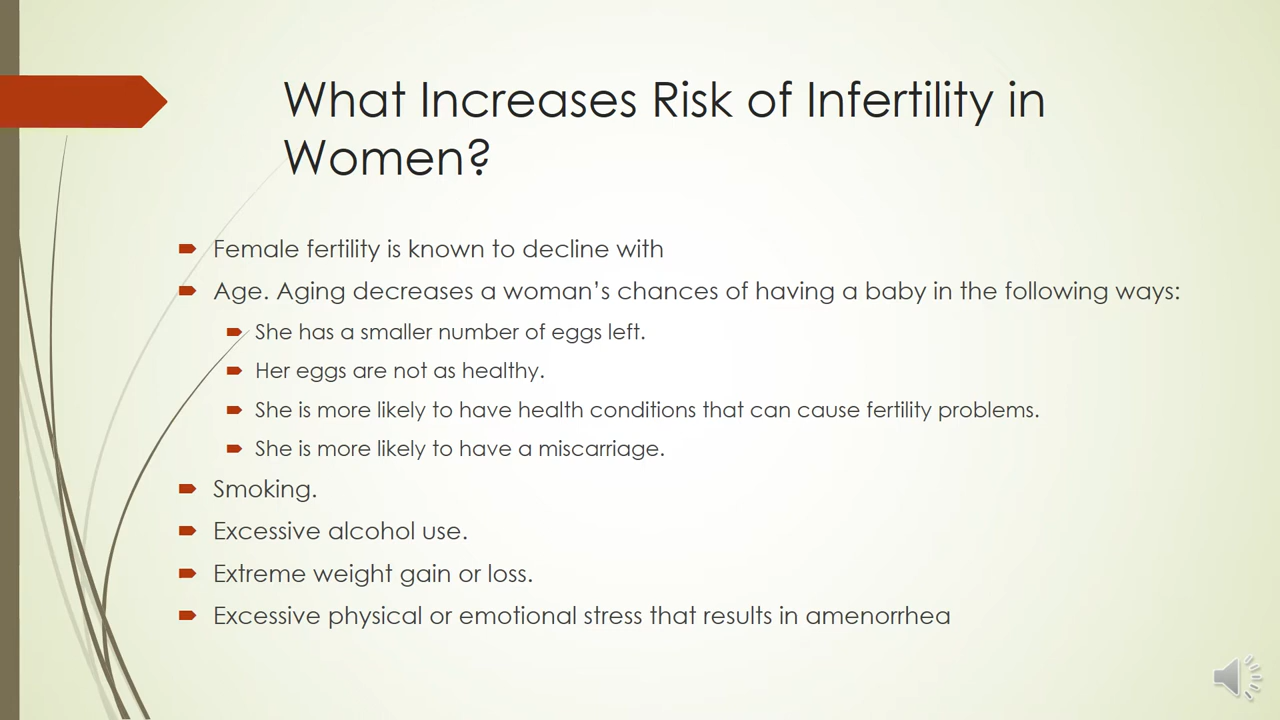 What Increases Risk of Infertility in
Women?
Female fertility is known to decline with
Age. Aging decreases a woman’s chances of having a baby in the following ways:
She has a smaller number of eggs left.
Her eggs are not as healthy.
She is more likely to have health conditions that can cause fertility problems.
She is more likely to have a miscarriage.
Smoking.
Excessive alcohol use.
Extreme weight gain or loss.
Excessive physical or emotional stress that results in amenorrhea